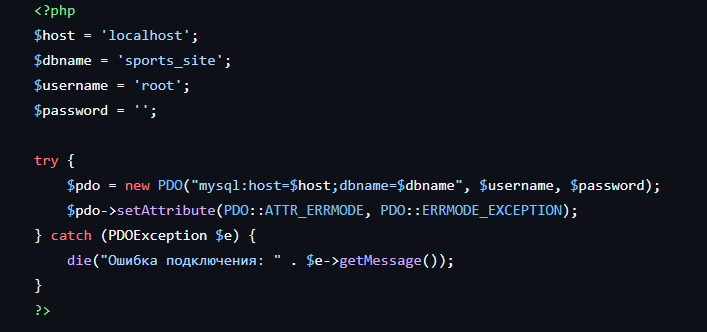 <?php
$host = 'localhost';
$dbname = 'sports_site';
$username = 'root';
$password = '';
try {
$pdo = new PDO("mysql:host=$host;dbname=$dbname", $username, $password);
$pdo->setAttribute(PDO::ATTR_ERRMODE, PDO::ERRMODE_EXCEPTION);
} catch (PDOException $e) {
die("Ошибка подключения: " . $e->getMessage());
}
?>